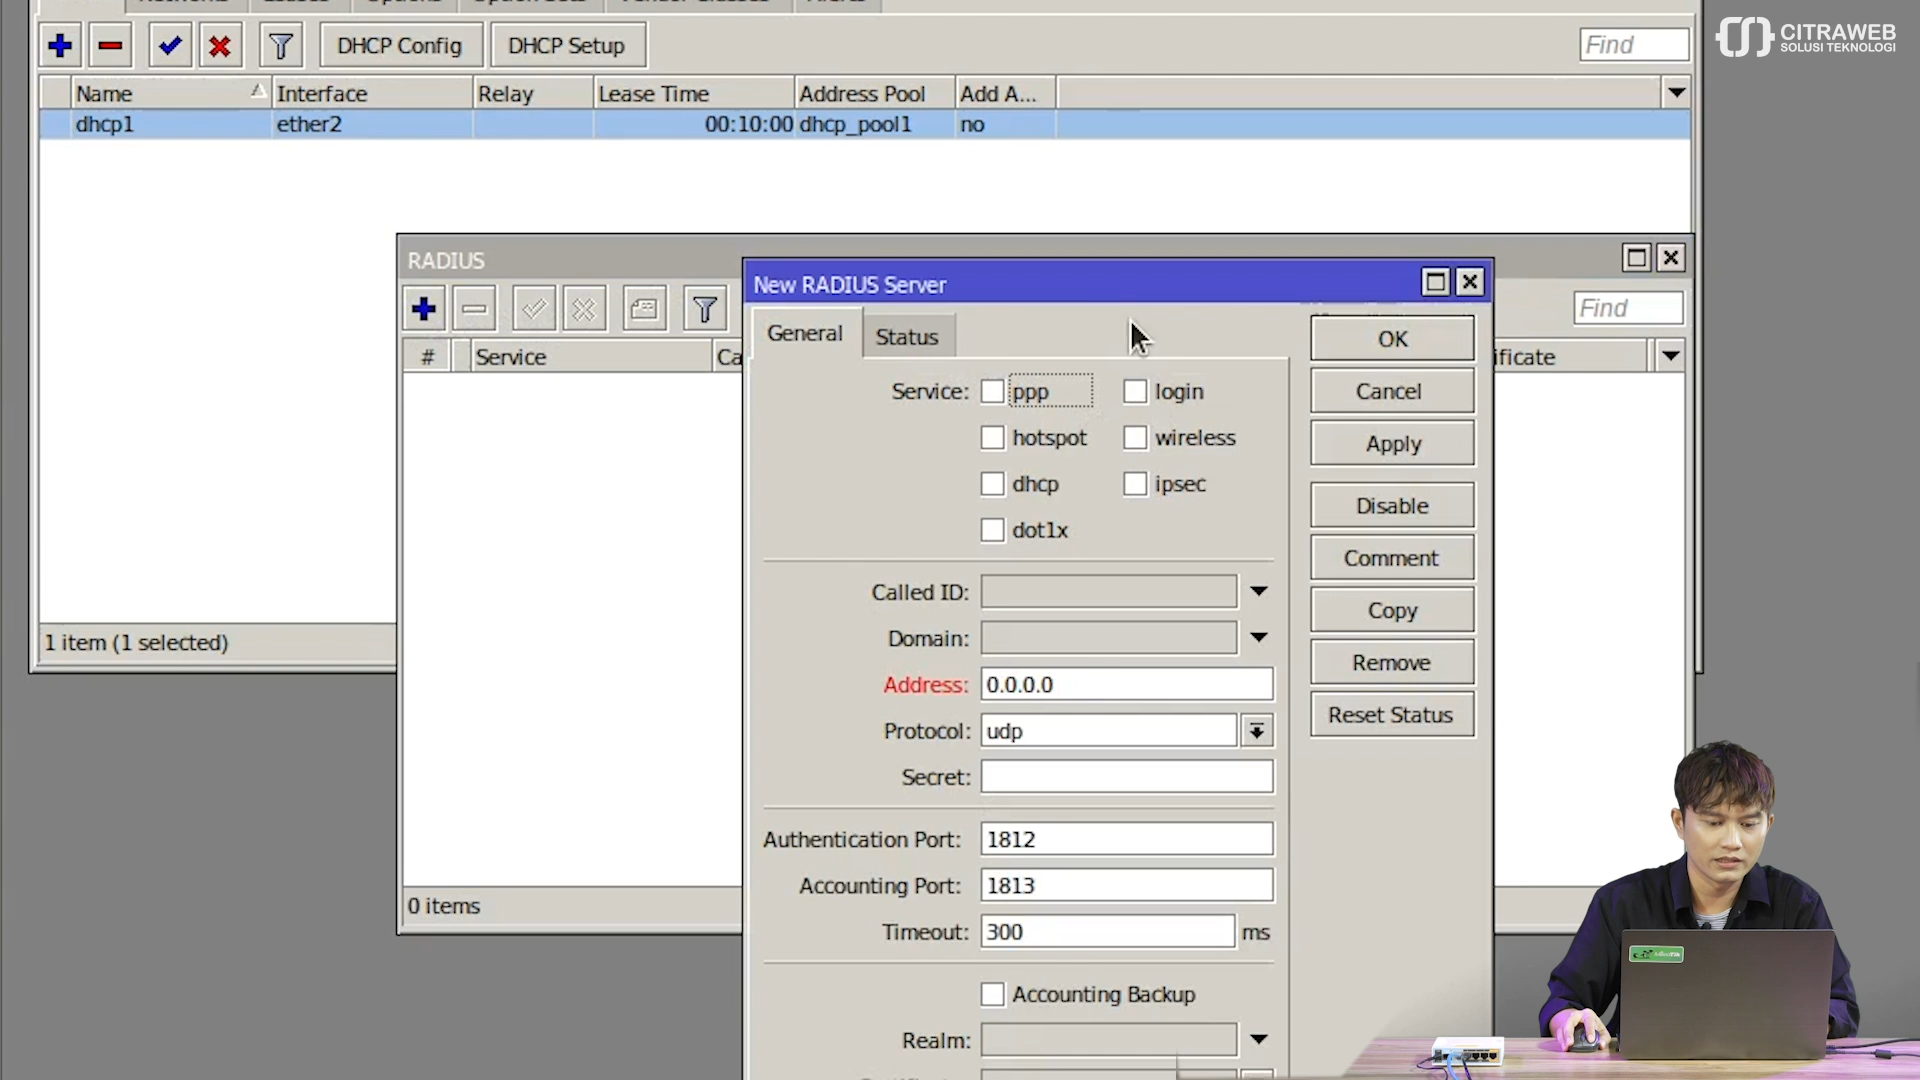 CITRAWEB
SOLUSI TEKNOLOGI
DHCP Config
DHCP Setup
Find
Name
Interface
Relay
Lease Time
Address Pool
Add A...
dhcp1
ether2
00:10:00
dhcp_pool1
no
1 item (1 selected)
RADIUS
Find
#
Service
Ca
ificate
0 items
New RADIUS Server
General
Status
Service:
ppp
login
hotspot
wireless
dhcp
ipsec
dot1x
Called ID:
Domain:
Address: 0.0.0.0
Protocol: udp
Secret:
Authentication Port: 1812
Accounting Port: 1813
Timeout: 300 ms
Accounting Backup
Realm:
OK
Cancel
Apply
Disable
Comment
Copy
Remove
Reset Status